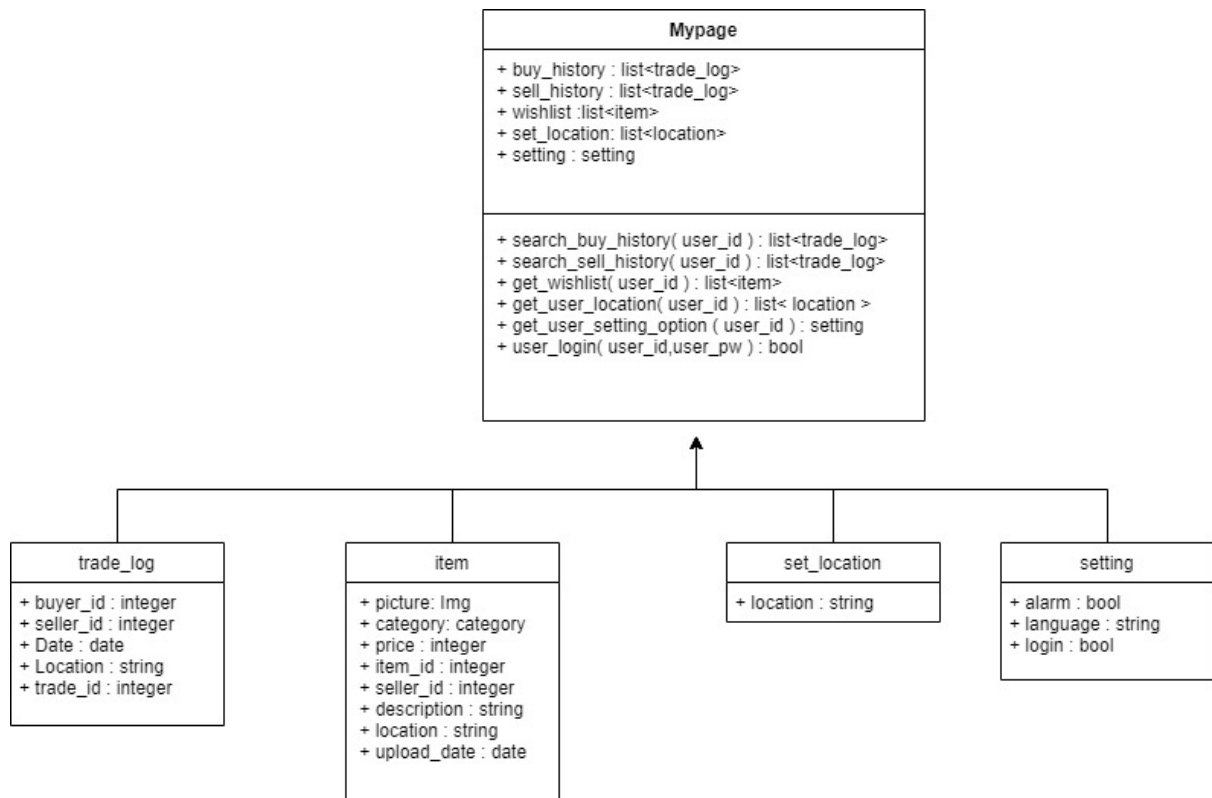 Mypage
+ buy_history : list<trade_log>
+ sell_history : list<trade_log>
+ wishlist :list<item>
+ set_location: list<location>
+ setting : setting
+ search_buy_history( user_id ) : list<trade_log>
+ search_sell_history( user_id ) : list<trade_log>
+ get_wishlist( user_id ) : list<item>
+ get_user_location( user_id ) : list< location >
+ get_user_setting_option ( user_id ) : setting
+ user_login( user_id,user_pw ) : bool
trade_log
+ buyer_id : integer
+ seller_id : integer
+ Date : date
+ Location : string
+ trade_id : integer
item
+ picture: Img
+ category: category
+ price : integer
+ item_id : integer
+ seller_id : integer
+ description : string
+ location : string
+ upload_date : date
set_location
+ location : string
setting
+ alarm : bool
+ language : string
+ login : bool